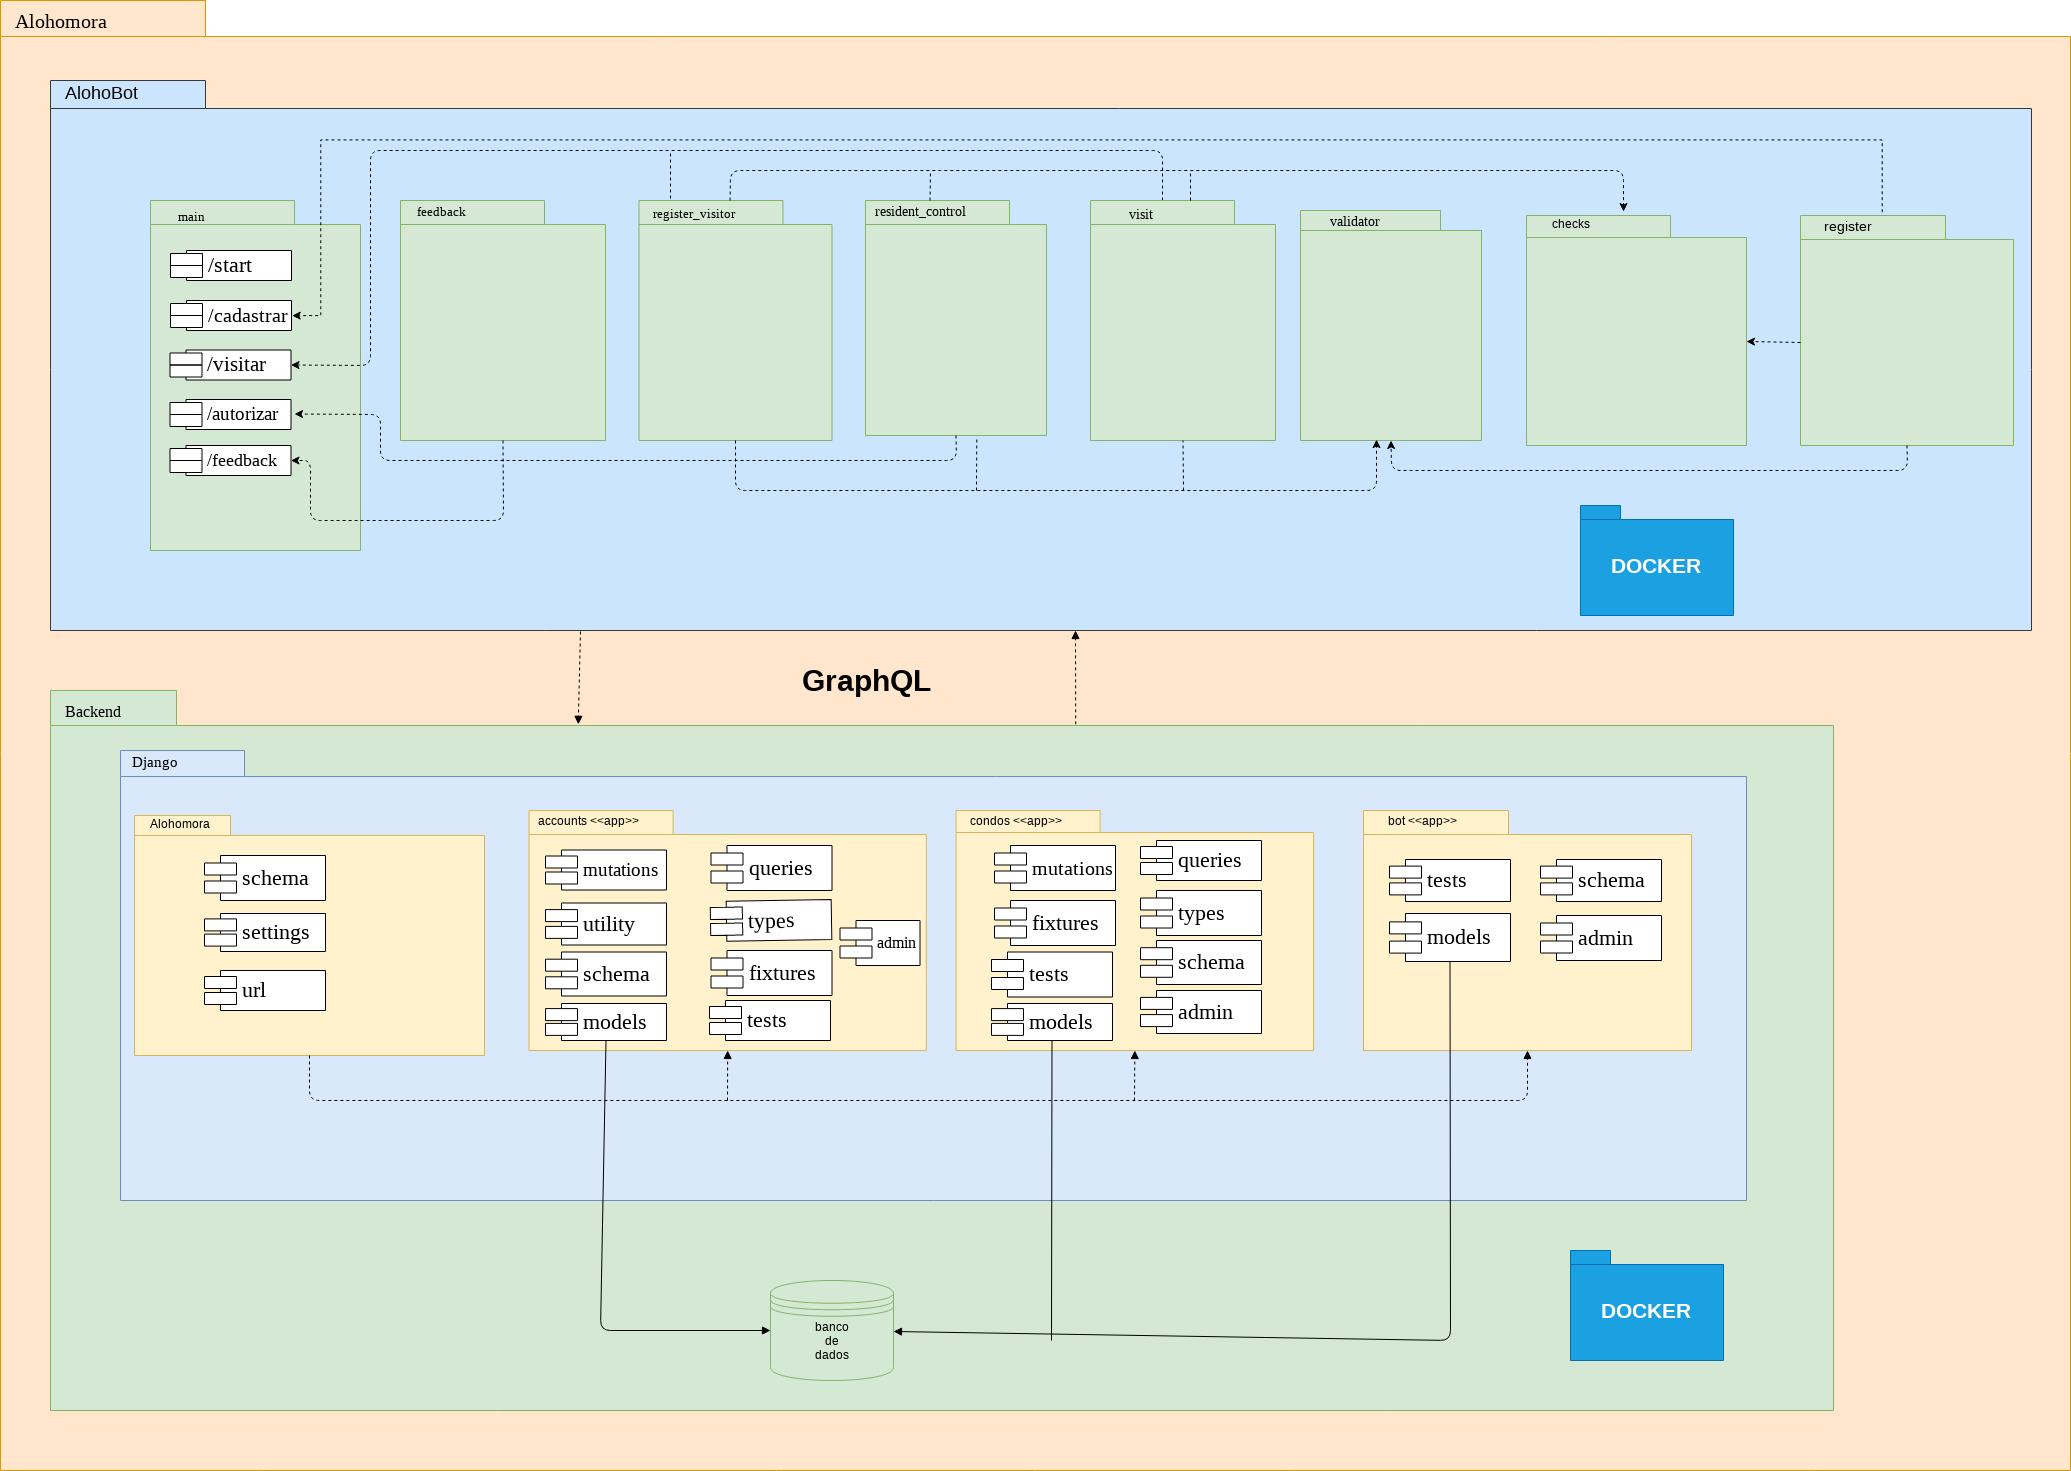 Alohomora
AlohoBot
main
feedback
register_visitor
resident_control
visit
validator
checks
register
/start
/cadastrar
/visitar
/autorizar
/feedback
DOCKER
GraphQL
Backend
Django
Alohomora
schema
settings
url
accounts <<app>>
mutations
utility
schema
models
queries
types
fixtures
tests
admin
condos <<app>>
mutations
fixtures
tests
models
queries
types
schema
admin
bot <<app>>
tests
models
schema
admin
banco
de
dados
DOCKER